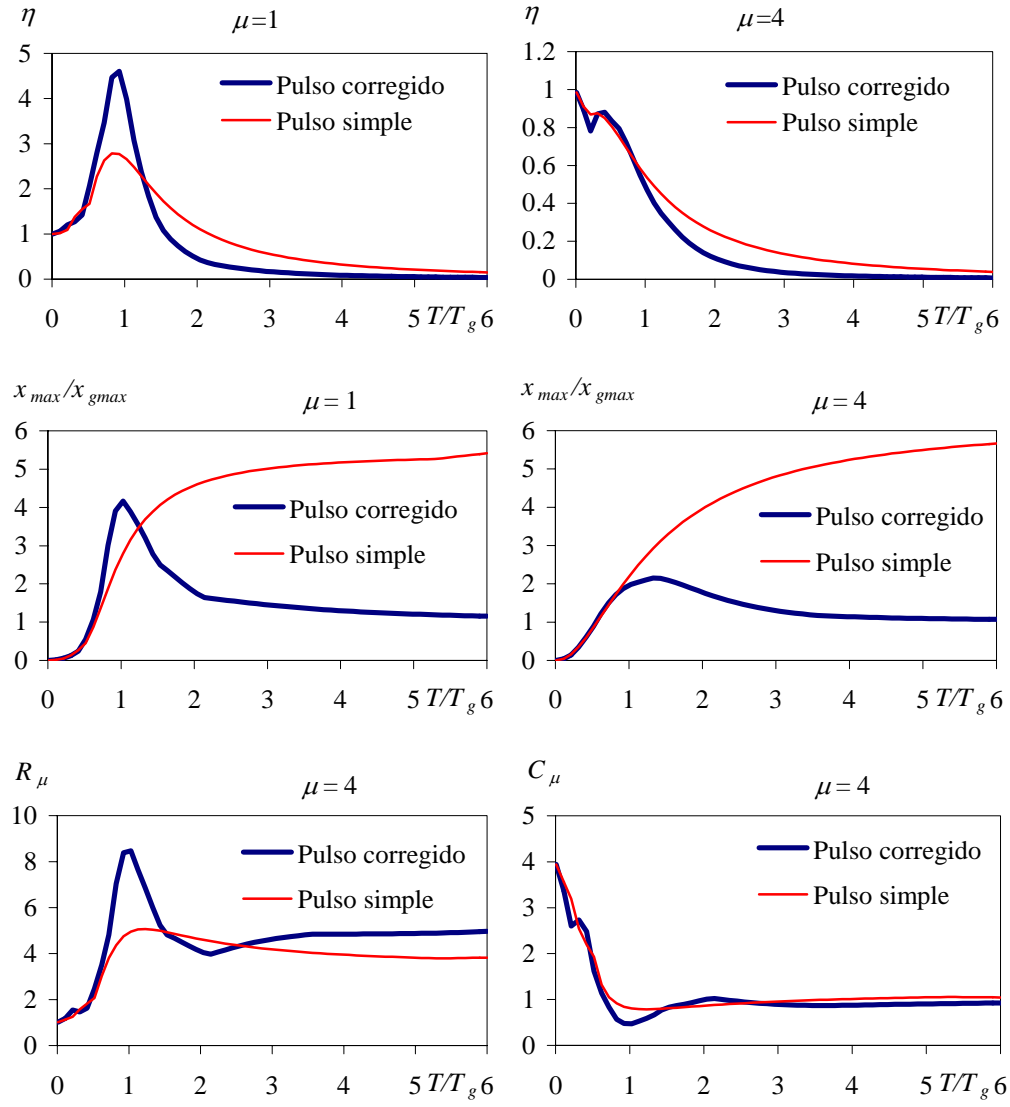 η
μ=1
5
4
3
2
1
0
Pulso corregido
Pulso simple
0 1 2 3 4 5 T/Tg 6
η
μ=4
1.2
1
0.8
0.6
0.4
0.2
0
Pulso corregido
Pulso simple
0 1 2 3 4 5 T/Tg 6
xmax/xgmax
μ = 1
6
5
4
3
2
1
0
Pulso corregido
Pulso simple
0 1 2 3 4 5 T/Tg 6
xmax/xgmax
μ = 4
6
5
4
3
2
1
0
Pulso corregido
Pulso simple
0 1 2 3 4 5 T/Tg 6
Rμ
μ = 4
10
8
6
4
2
0
Pulso corregido
Pulso simple
0 1 2 3 4 5 T/Tg 6
Cμ
μ = 4
5
4
3
2
1
0
Pulso corregido
Pulso simple
0 1 2 3 4 5 T/Tg 6